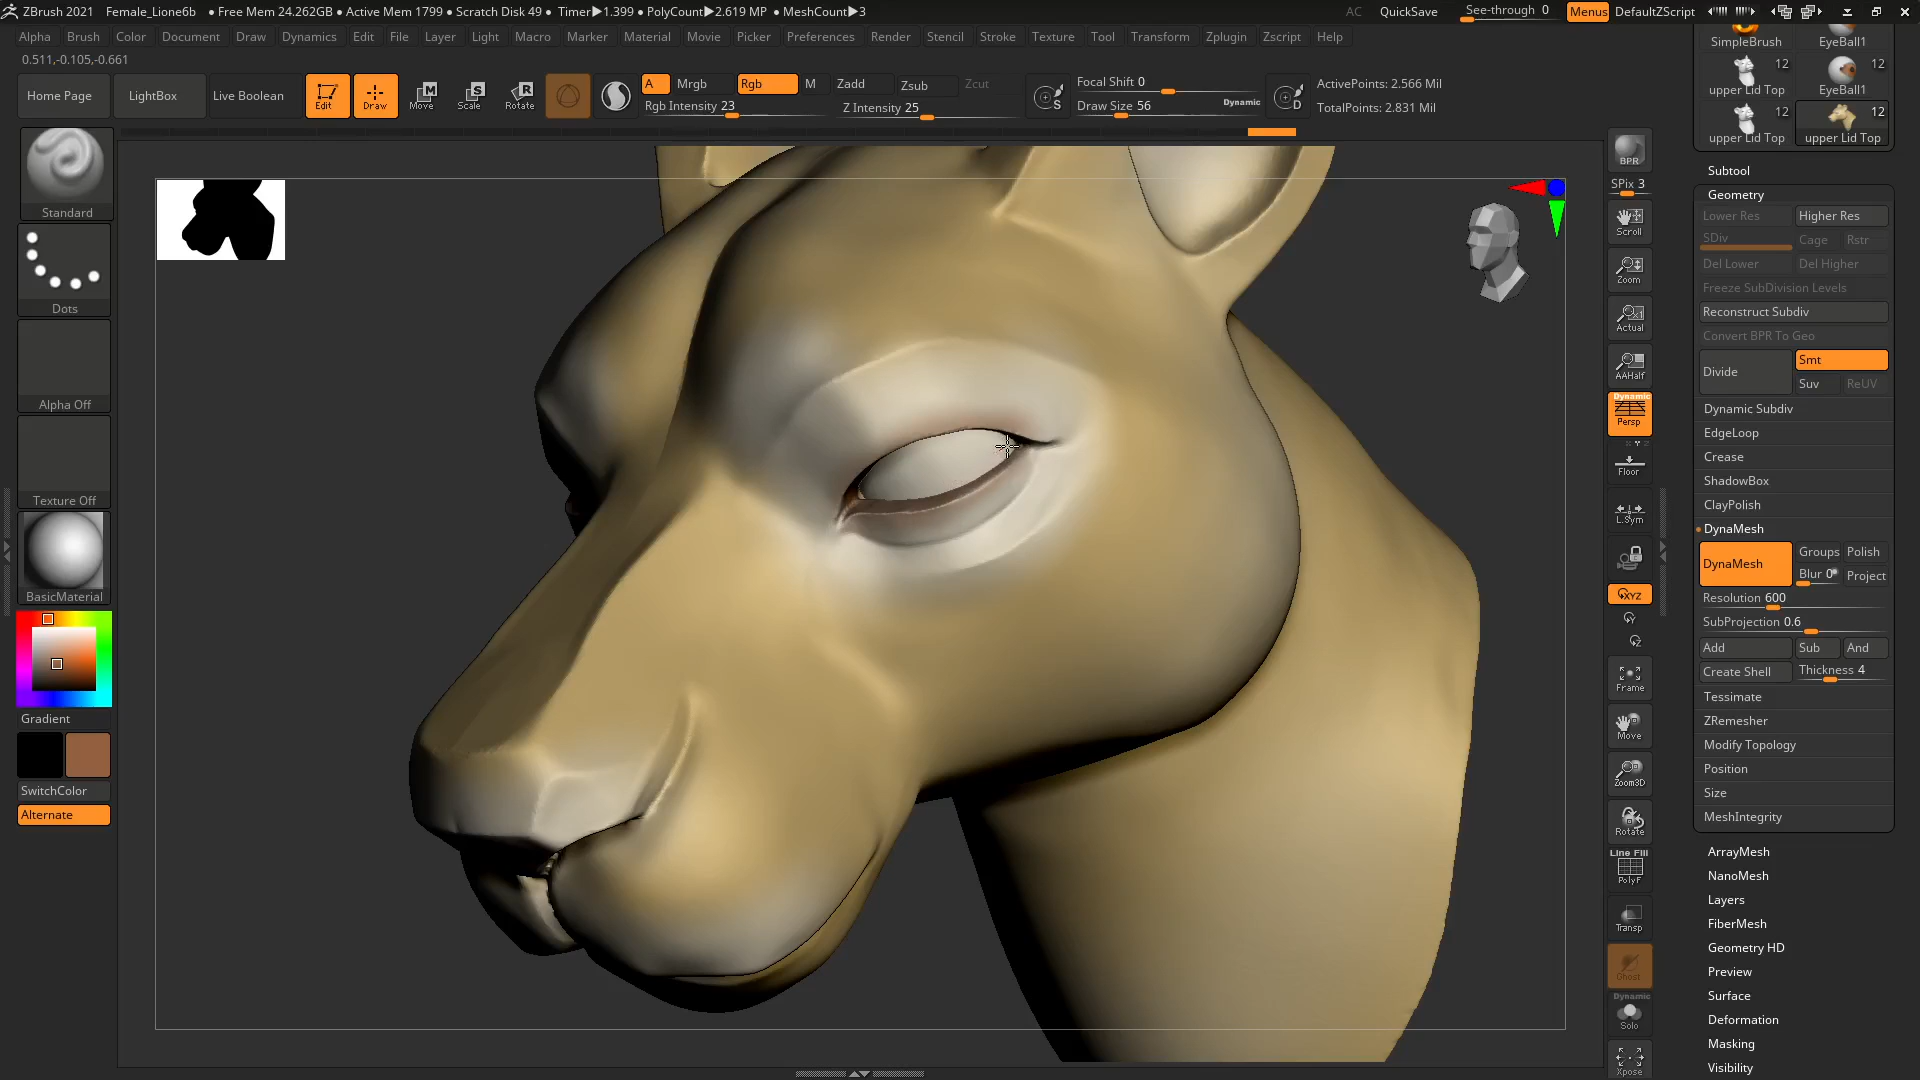 ZBrush 2021 Female_Lione6b • Free Mem 24.262GB • Active Mem 1799 • Scratch Disk 49 • Timer▶1.399 • PolyCount▶2.619 MP • MeshCount▶3 AC QuickSave See-through 0 Menus DefaultZScript
Alpha Brush Color Document Draw Dynamics Edit File Layer Light Macro Marker Material Movie Picker Preferences Render Stencil Stroke Texture Tool Transform Zplugin Zscript Help
0.511,-0.105,-0.661
Home Page LightBox Live Boolean Edit Draw Move Scale Rotate
A Mrgb Rgb M Zadd Zsub Zcut
Rgb Intensity 23 Z Intensity 25
Focal Shift 0
Draw Size 56 Dynamic
ActivePoints: 2.566 Mil
TotalPoints: 2.831 Mil
Standard
Dots
Alpha Off
Texture Off
BasicMaterial
Gradient
SwitchColor
Alternate
BPR
SPix 3
Scroll
Zoom
Actual
AAHalf
Dynamic
Persp
Floor
L.Sym
XYZ
Frame
Move
Zoom3D
Rotate
Line Fill
PolyF
Transp
Ghost
Dynamic
Solo
Xpose
SimpleBrush EyeBall1
12 12
upper Lid Top EyeBall1
12 12
upper Lid Top upper Lid Top
Subtool
Geometry
Lower Res Higher Res
SDiv Cage Rstr
Del Lower Del Higher
Freeze SubDivision Levels
Reconstruct Subdiv
Convert BPR To Geo
Divide Smt
Suv ReUV
Dynamic Subdiv
EdgeLoop
Crease
ShadowBox
ClayPolish
DynaMesh
DynaMesh Groups Polish
Blur 0 Project
Resolution 600
SubProjection 0.6
Add Sub And
Create Shell Thickness 4
Tessimate
ZRemesher
Modify Topology
Position
Size
MeshIntegrity
ArrayMesh
NanoMesh
Layers
FiberMesh
Geometry HD
Preview
Surface
Deformation
Masking
Visibility